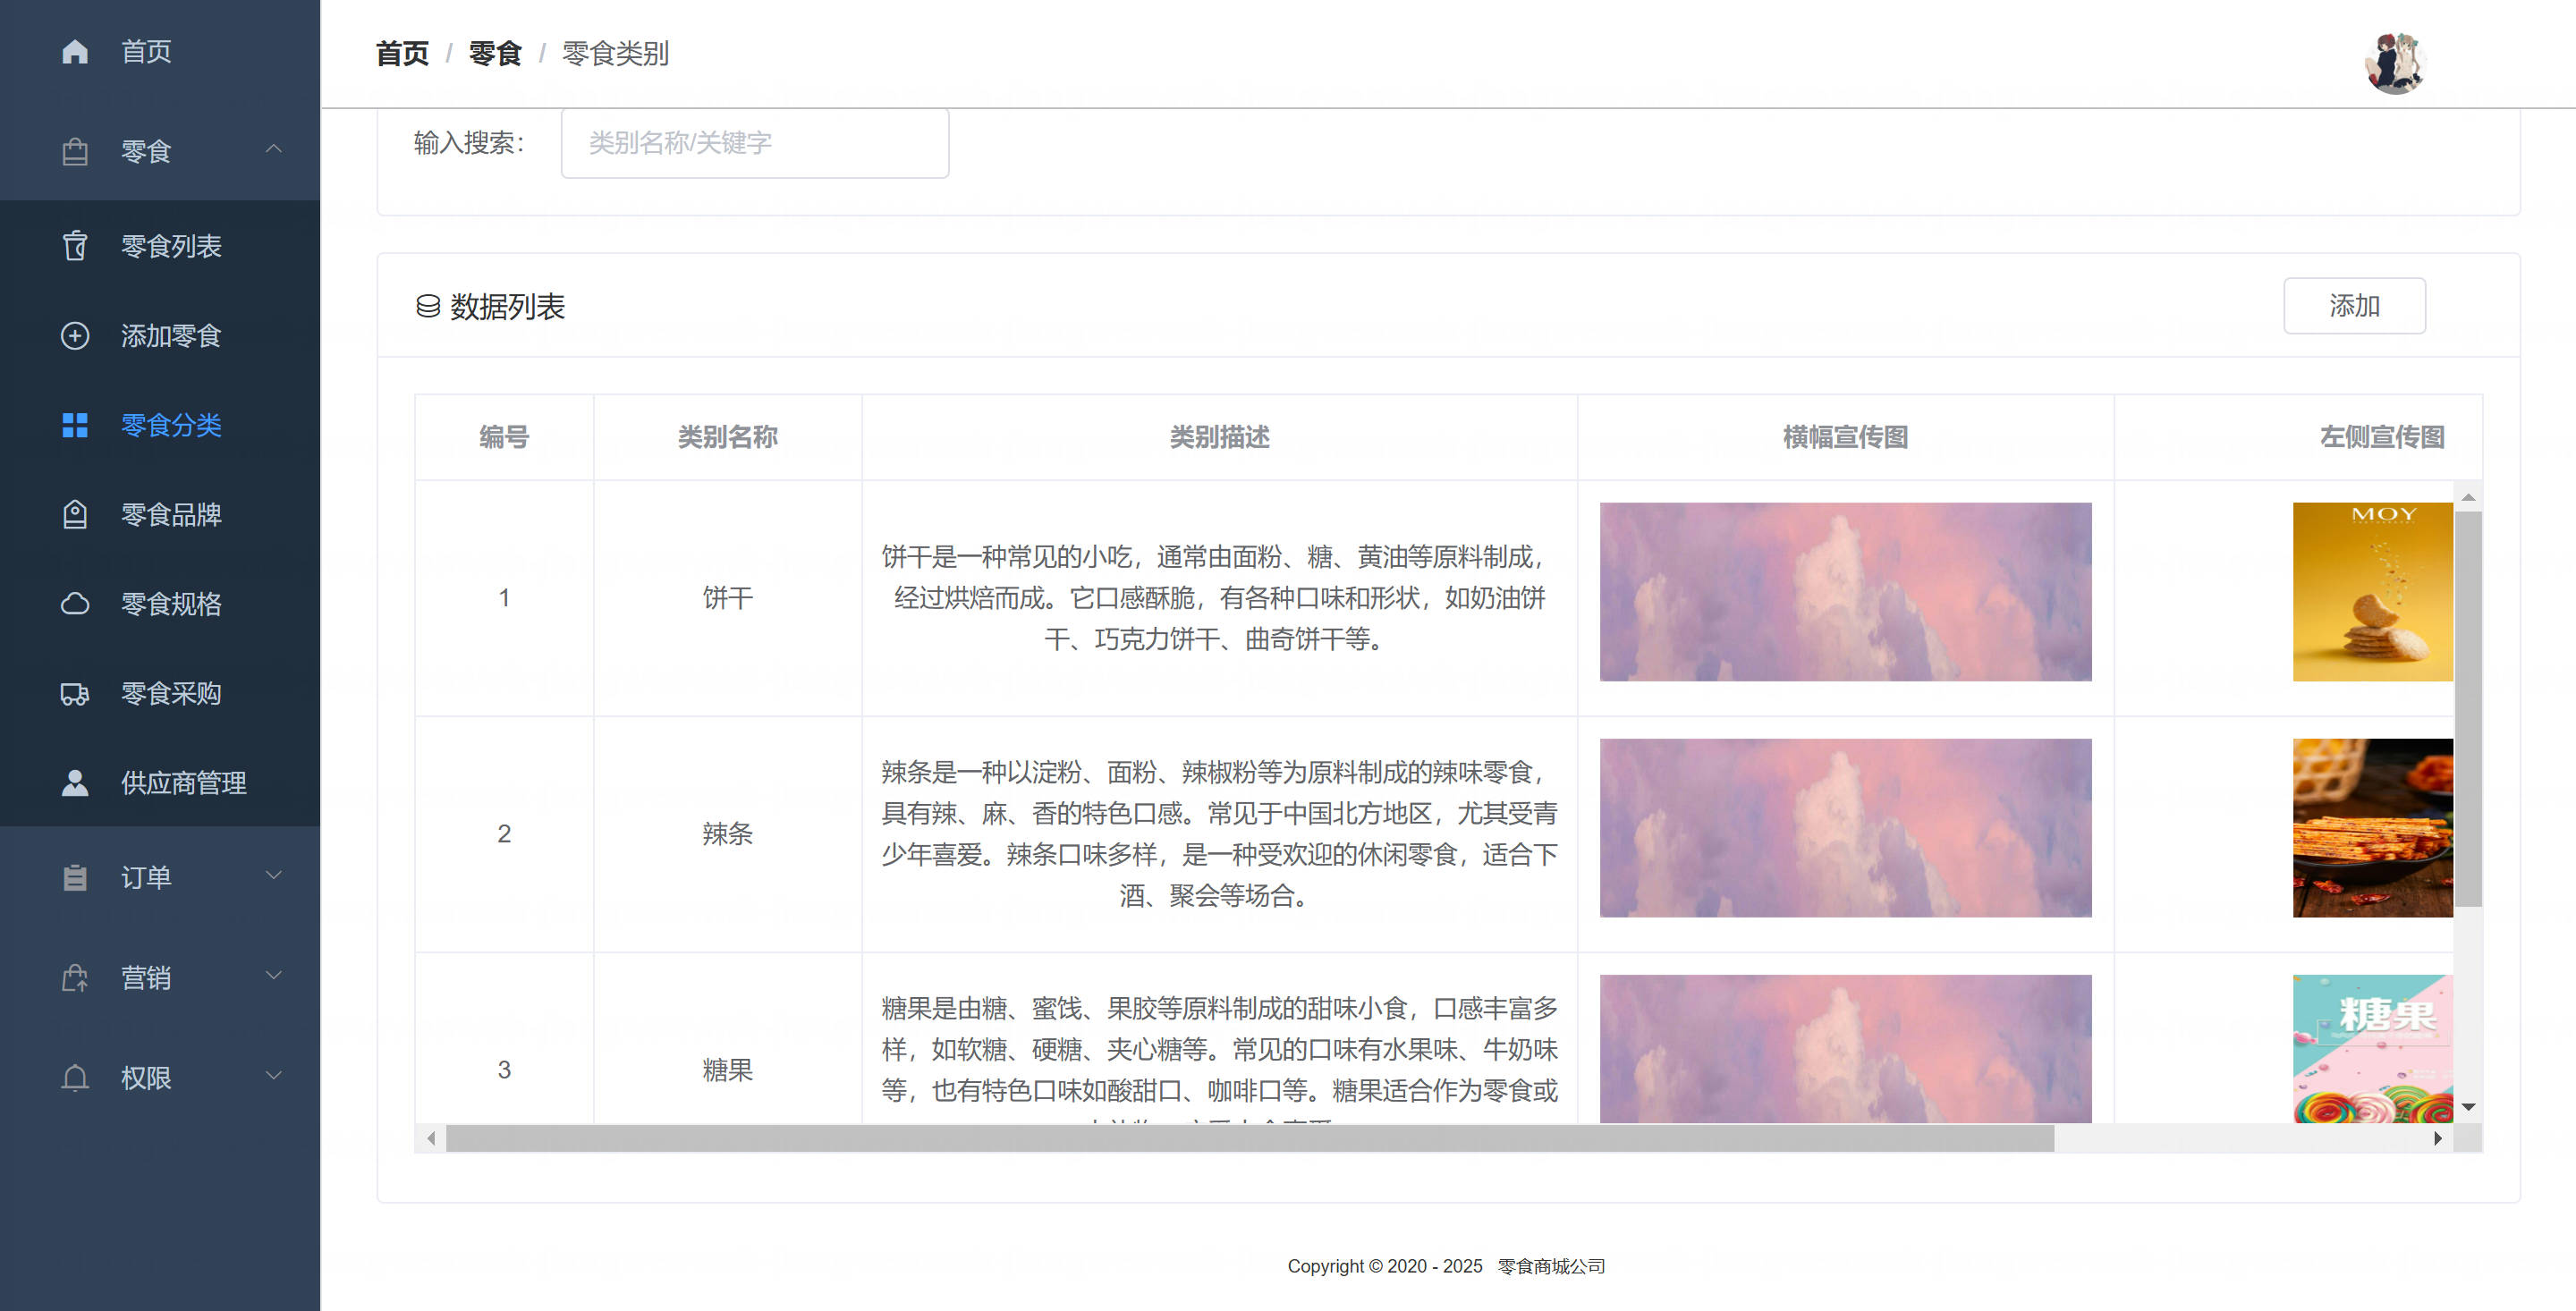 首页
零食
零食列表
添加零食
零食分类
零食品牌
零食规格
零食采购
供应商管理
订单
营销
权限
首页 / 零食 / 零食类别
输入搜索：
类别名称/关键字
数据列表
添加
编号 类别名称 类别描述 横幅宣传图 左侧宣传图
1 饼干
饼干是一种常见的小吃，通常由面粉、糖、黄油等原料制成，
经过烘焙而成。它口感酥脆，有各种口味和形状，如奶油饼
干、巧克力饼干、曲奇饼干等。
MOY
2 辣条
辣条是一种以淀粉、面粉、辣椒粉等为原料制成的辣味零食，
具有辣、麻、香的特色口感。常见于中国北方地区，尤其受青
少年喜爱。辣条口味多样，是一种受欢迎的休闲零食，适合下
酒、聚会等场合。
3 糖果
糖果是由糖、蜜饯、果胶等原料制成的甜味小食，口感丰富多
样，如软糖、硬糖、夹心糖等。常见的口味有水果味、牛奶味
等，也有特色口味如酸甜口、咖啡口等。糖果适合作为零食或
糖果
Copyright © 2020 - 2025 零食商城公司